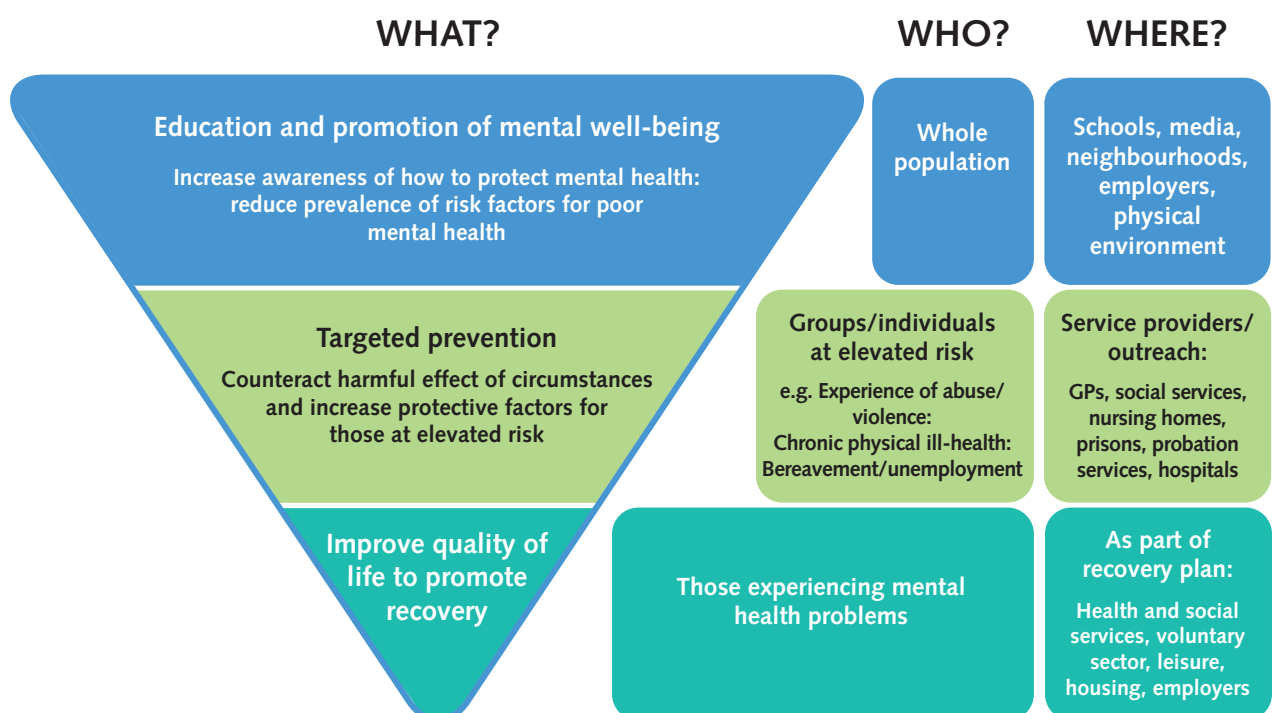 WHAT?
WHO?
WHERE?
Education and promotion of mental well-being
Increase awareness of how to protect mental health:
reduce prevalence of risk factors for poor
mental health
Whole
population
Schools, media,
neighbourhoods,
employers,
physical
environment
Targeted prevention
Counteract harmful effect of circumstances
and increase protective factors for
those at elevated risk
Groups/individuals
at elevated risk
e.g. Experience of abuse/
violence:
Chronic physical ill-health:
Bereavement/unemployment
Service providers/
outreach:
GPs, social services,
nursing homes,
prisons, probation
services, hospitals
Improve quality of
life to promote
recovery
Those experiencing mental
health problems
As part of
recovery plan:
Health and social
services, voluntary
sector, leisure,
housing, employers